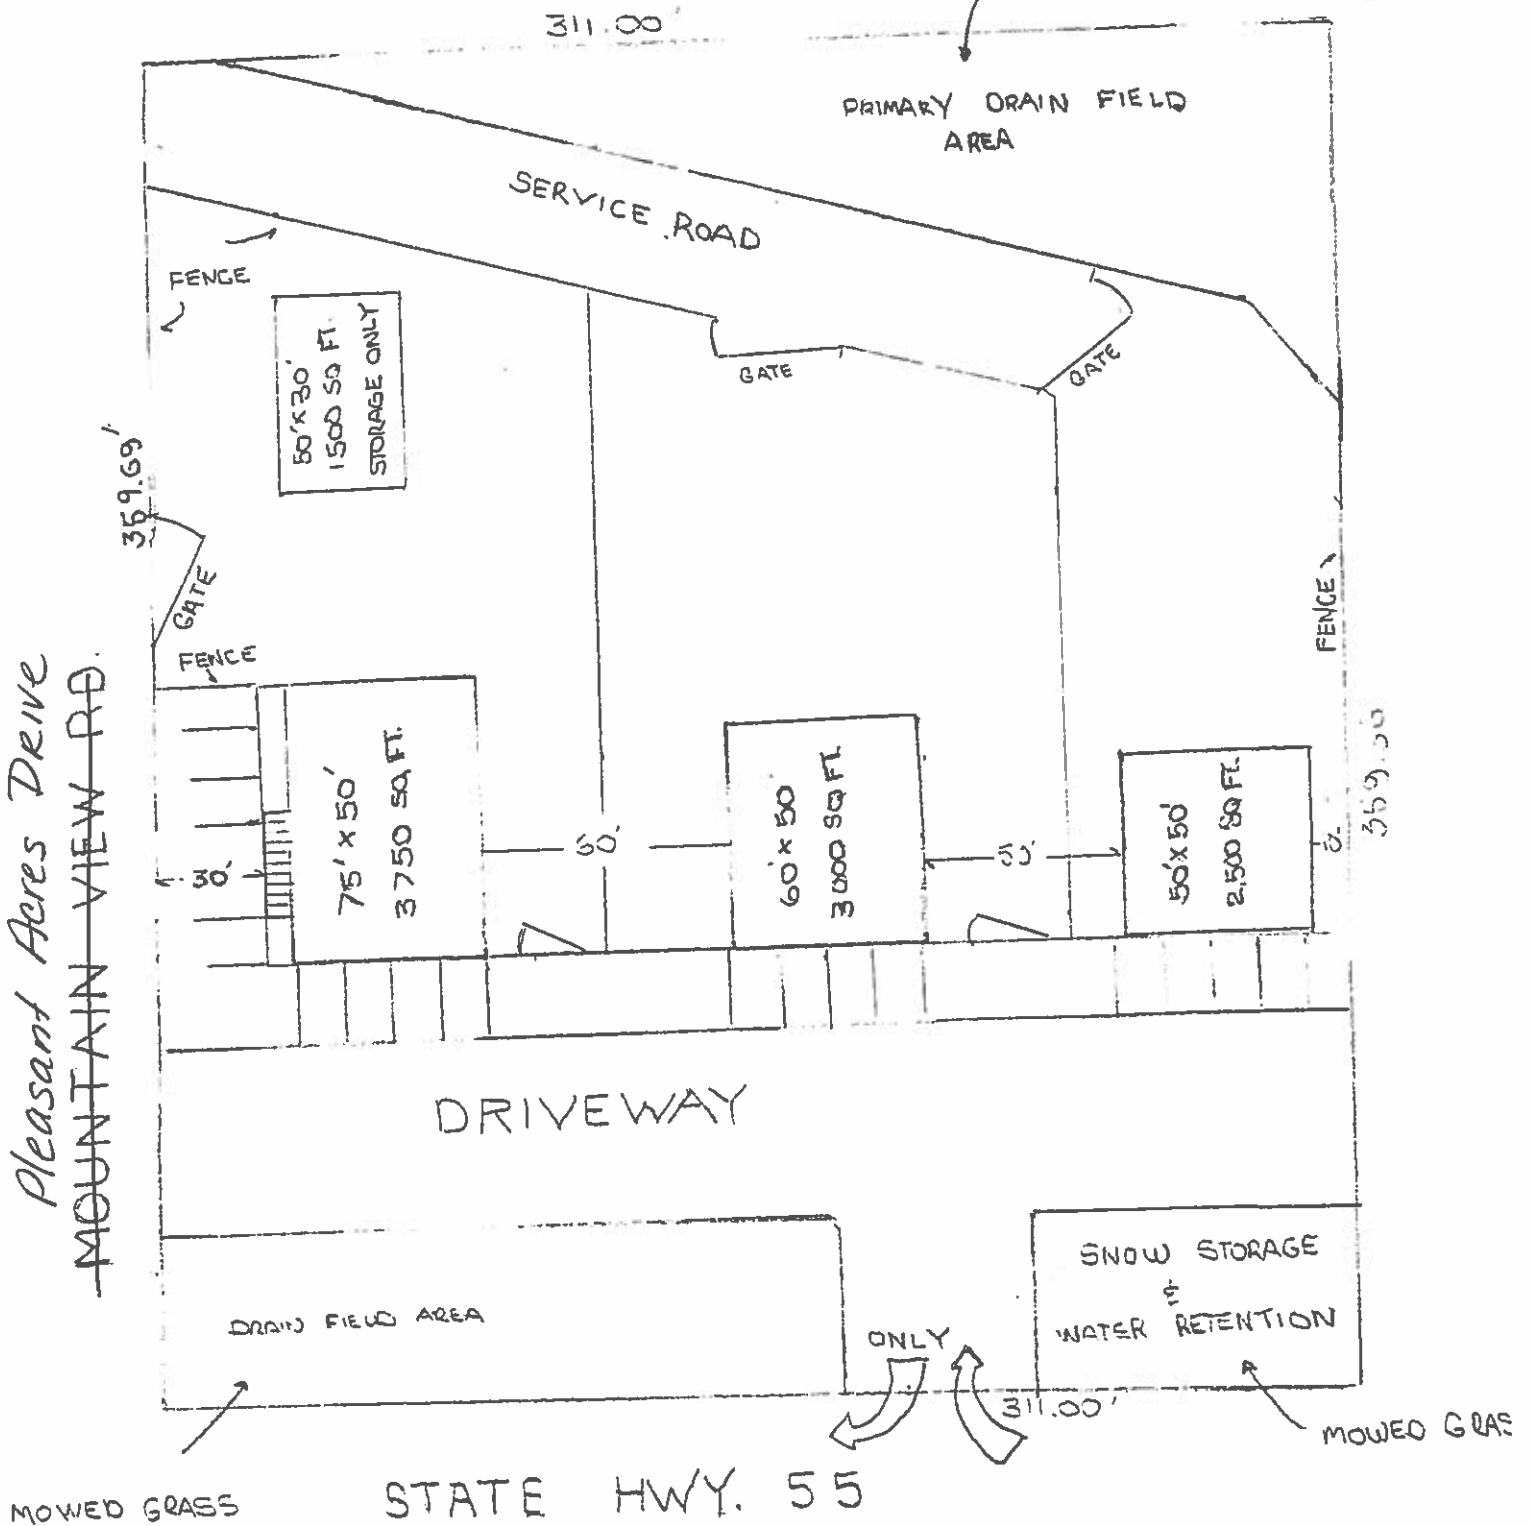 311.00'
PRIMARY DRAIN FIELD
AREA
SERVICE ROAD
FENCE
50'x30'
1500 SQ FT.
STORAGE ONLY
GATE
GATE
359.69'
GATE
FENCE
FENCE
Pleasant Acres Drive
MOUNTAIN VIEW RD.
75'x50'
3750 SQ FT.
60'x50'
3000 SQ FT.
50'x50'
2,500 SQ FT.
30'
50'
DRIVEWAY
DRAIN FIELD AREA
SNOW STORAGE
&
WATER RETENTION
ONLY
311.00'
MOWED GRAS
MOWED GRASS
STATE HWY. 55